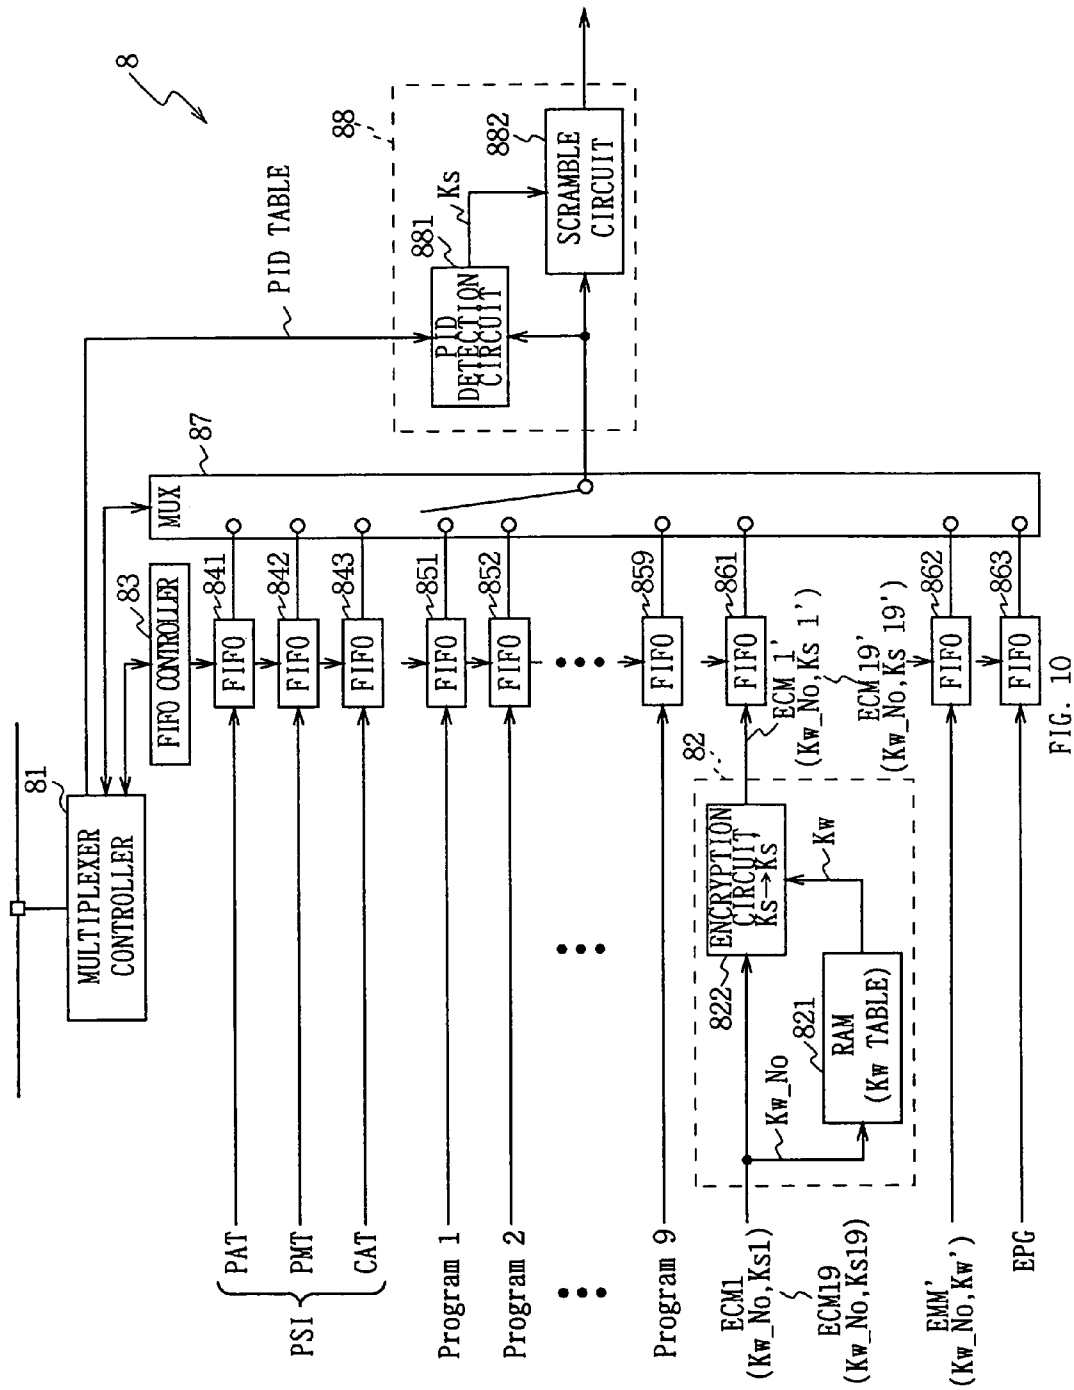 8
81
MULTIPLEXER
CONTROLLER
PID TABLE
88
PID
DETECTION
CIRCUIT
881
Ks
882
SCRAMBLE
CIRCUIT
83
FIFO CONTROLLER
MUX
87
PSI
PAT
FIFO
841
PMT
FIFO
842
CAT
FIFO
843
Program 1
FIFO
851
Program 2
FIFO
852
Program 9
FIFO
859
ECM1
(Kw_No,Ks1)
ECM19
(Kw_No,Ks19)
82
Kw_No
822
ENCRYPTION
CIRCUIT
Ks→Ks'
821
RAM
(Kw TABLE)
Kw
FIFO
861
ECM 1'
(Kw_No,Ks 1')
ECM 19'
(Kw_No,Ks 19')
EMM'
(Kw_No,Kw')
FIFO
862
EPG
FIFO
863
FIG. 10